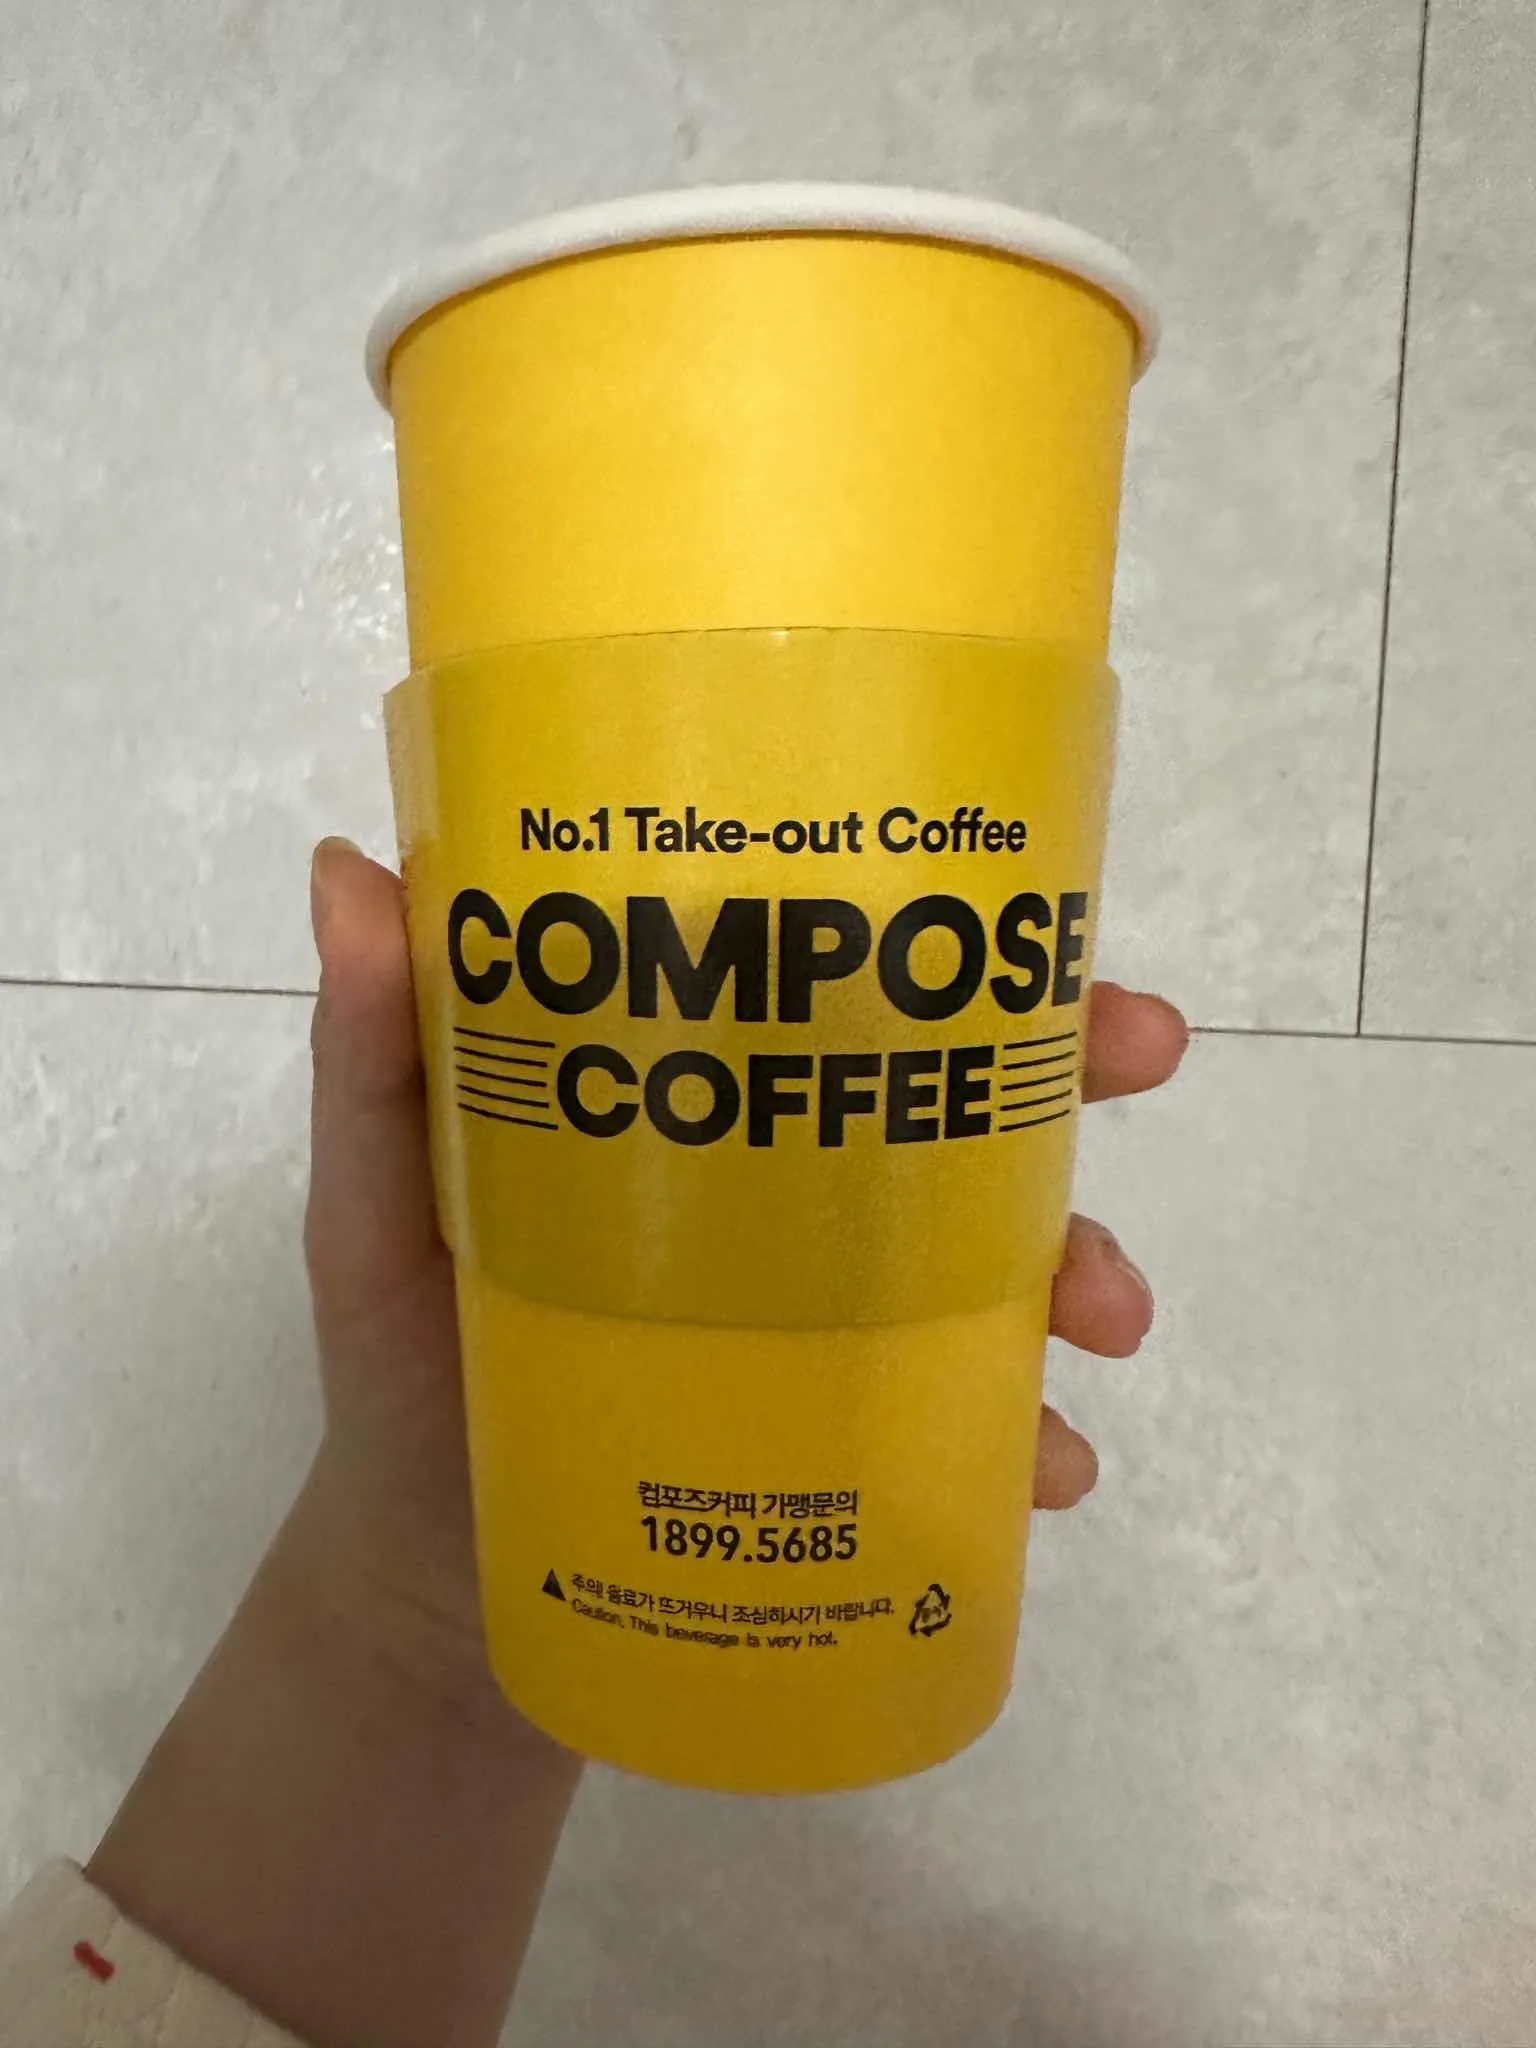 No.1 Take-out Coffee
COMPOSE
COFFEE
컴포즈커피 가맹문의
1899.5685
주의! 음료가 뜨거우니 조심하시기 바랍니다.
Caution, This beverage is very hot.